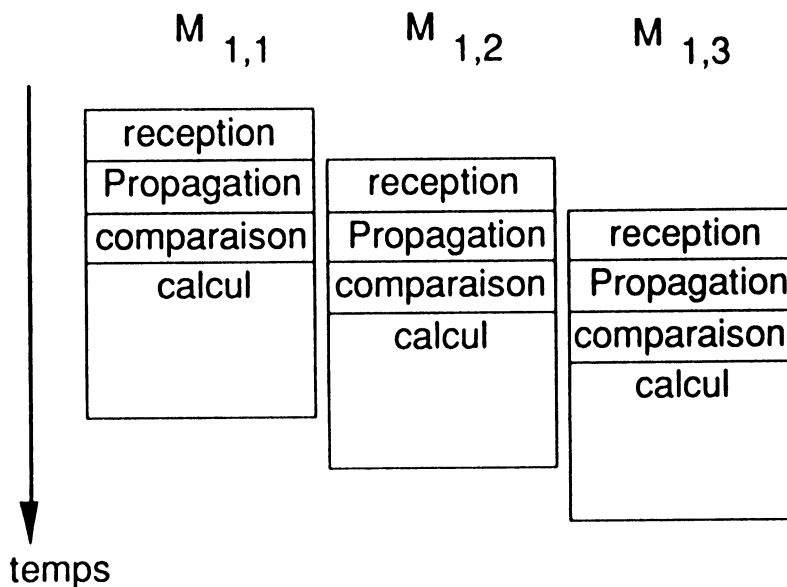 M 1,1
M 1,2
M 1,3
reception
Propagation
comparaison
calcul
reception
Propagation
comparaison
calcul
reception
Propagation
comparaison
calcul
temps